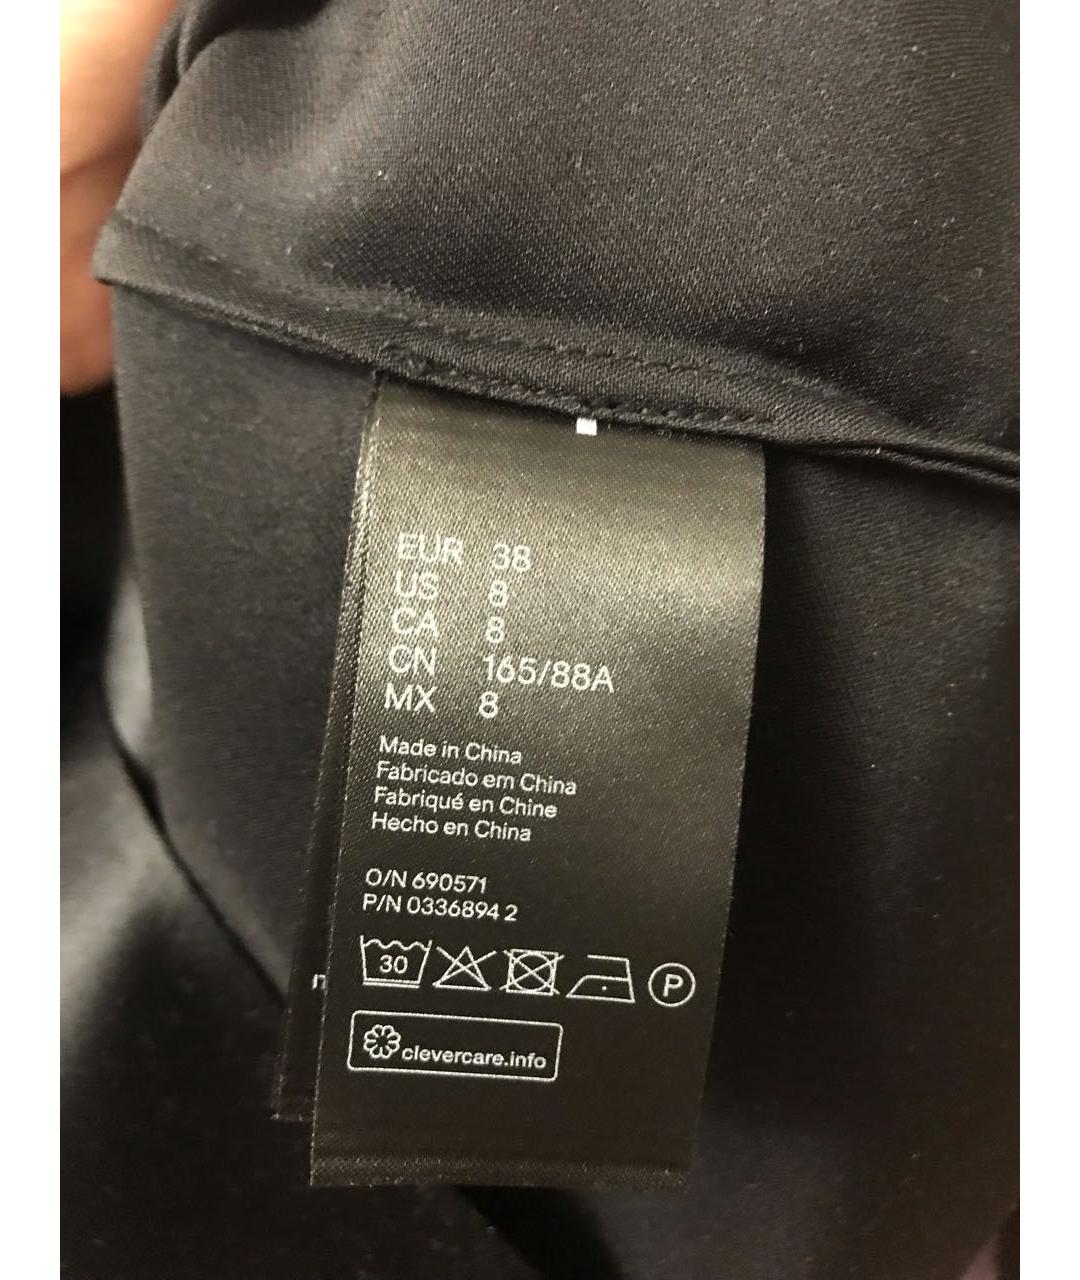 EUR 38
US 8
CA 8
CN 165/88A
MX 8
Made in China
Fabricado em China
Fabriqué en Chine
Hecho en China
O/N 690571
P/N 0336894 2
30 P
clevercare.info